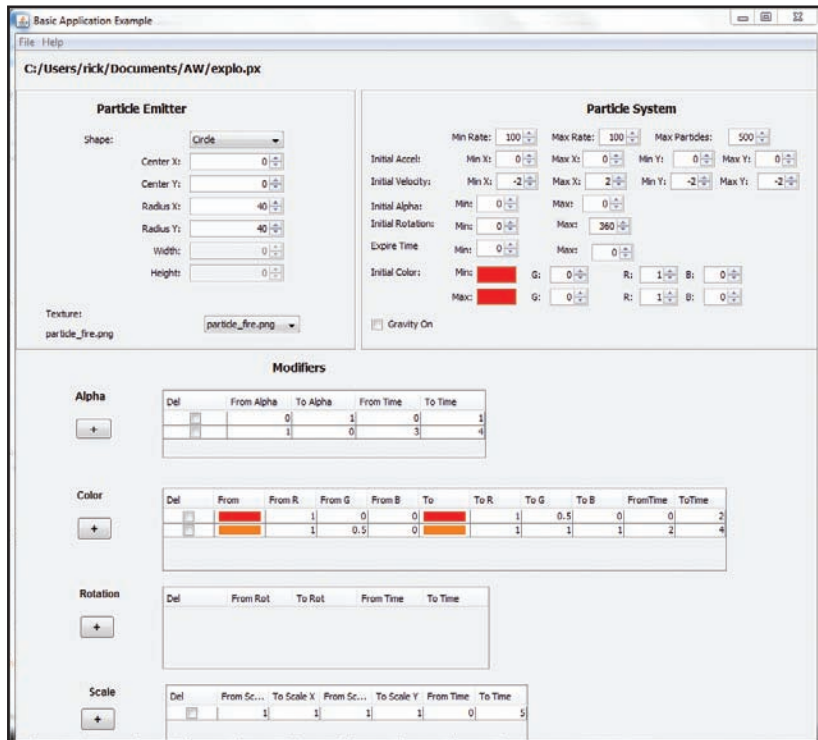 Basic Application Example
File Help
C:/Users/rick/Documents/AW/explo.px
Particle Emitter
Shape: Circle
Center X: 0
Center Y: 0
Radius X: 40
Radius Y: 40
Width: 0
Height: 0
Texture:
particle_fire.png
particle_fire.png
Particle System
Min Rate: 100 Max Rate: 100 Max Particles: 500
Initial Accel: Min X: 0 Max X: 0 Min Y: 0 Max Y: 0
Initial Velocity: Min X: -2 Max X: 2 Min Y: -2 Max Y: -2
Initial Alpha: Min: 0 Max: 0
Initial Rotation: Min: 0 Max: 360
Expire Time Min: 0 Max: 0
Initial Color: Min: G: 0 R: 1 B: 0
Max: G: 0 R: 1 B: 0
Gravity On
Modifiers
Alpha
+
Del From Alpha To Alpha From Time To Time
0 1 0 1
1 0 3 4
Color
+
Del From From R From G From B To To R To G To B FromTime ToTime
1 0 0 1 0.5 0 0 2
1 0.5 0 1 1 1 2 4
Rotation
+
Del From Rot To Rot From Time To Time
Scale
+
Del From Sc... To Scale X From Sc... To Scale Y From Time To Time
1 1 1 1 0 5